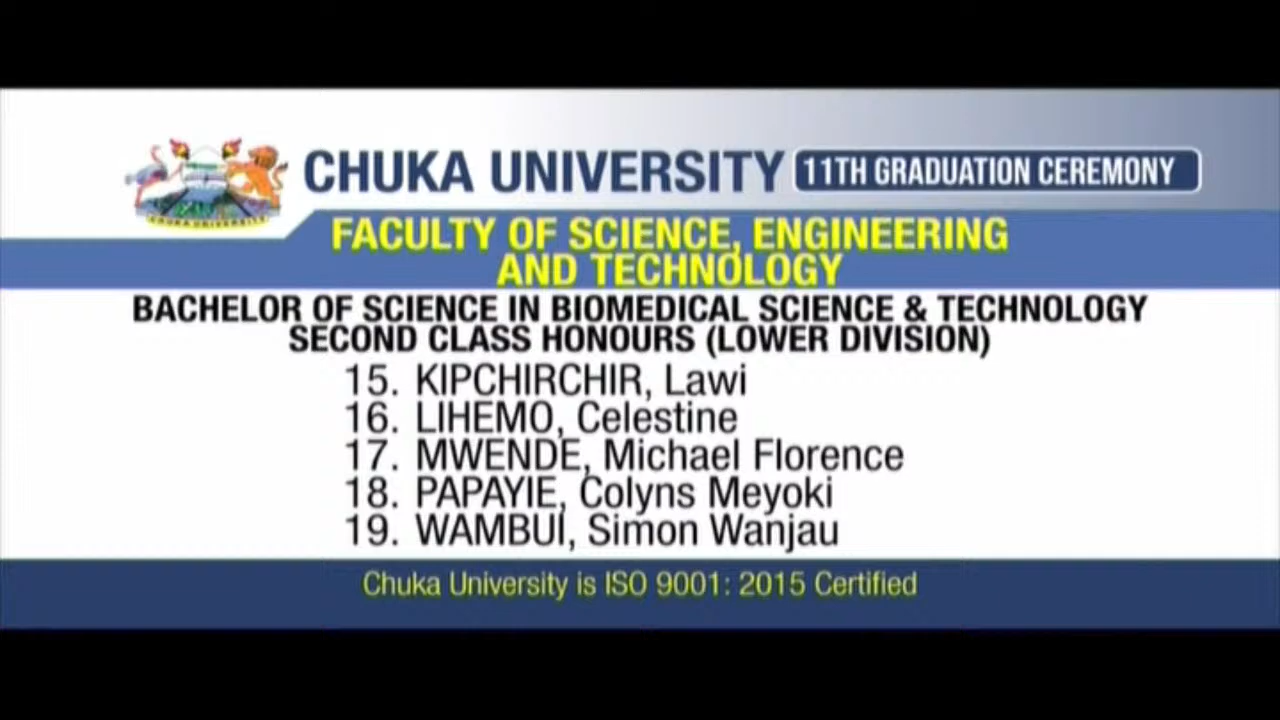 CHUKA UNIVERSITY 11TH GRADUATION CEREMONY
CHUKA UNIVERSITY
FACULTY OF SCIENCE, ENGINEERING
AND TECHNOLOGY
BACHELOR OF SCIENCE IN BIOMEDICAL SCIENCE & TECHNOLOGY
SECOND CLASS HONOURS (LOWER DIVISION)
15. KIPCHIRCHIR, Lawi
16. LIHEMO, Celestine
17. MWENDE, Michael Florence
18. PAPAYIE, Colyns Meyoki
19. WAMBUI, Simon Wanjau
Chuka University is ISO 9001: 2015 Certified